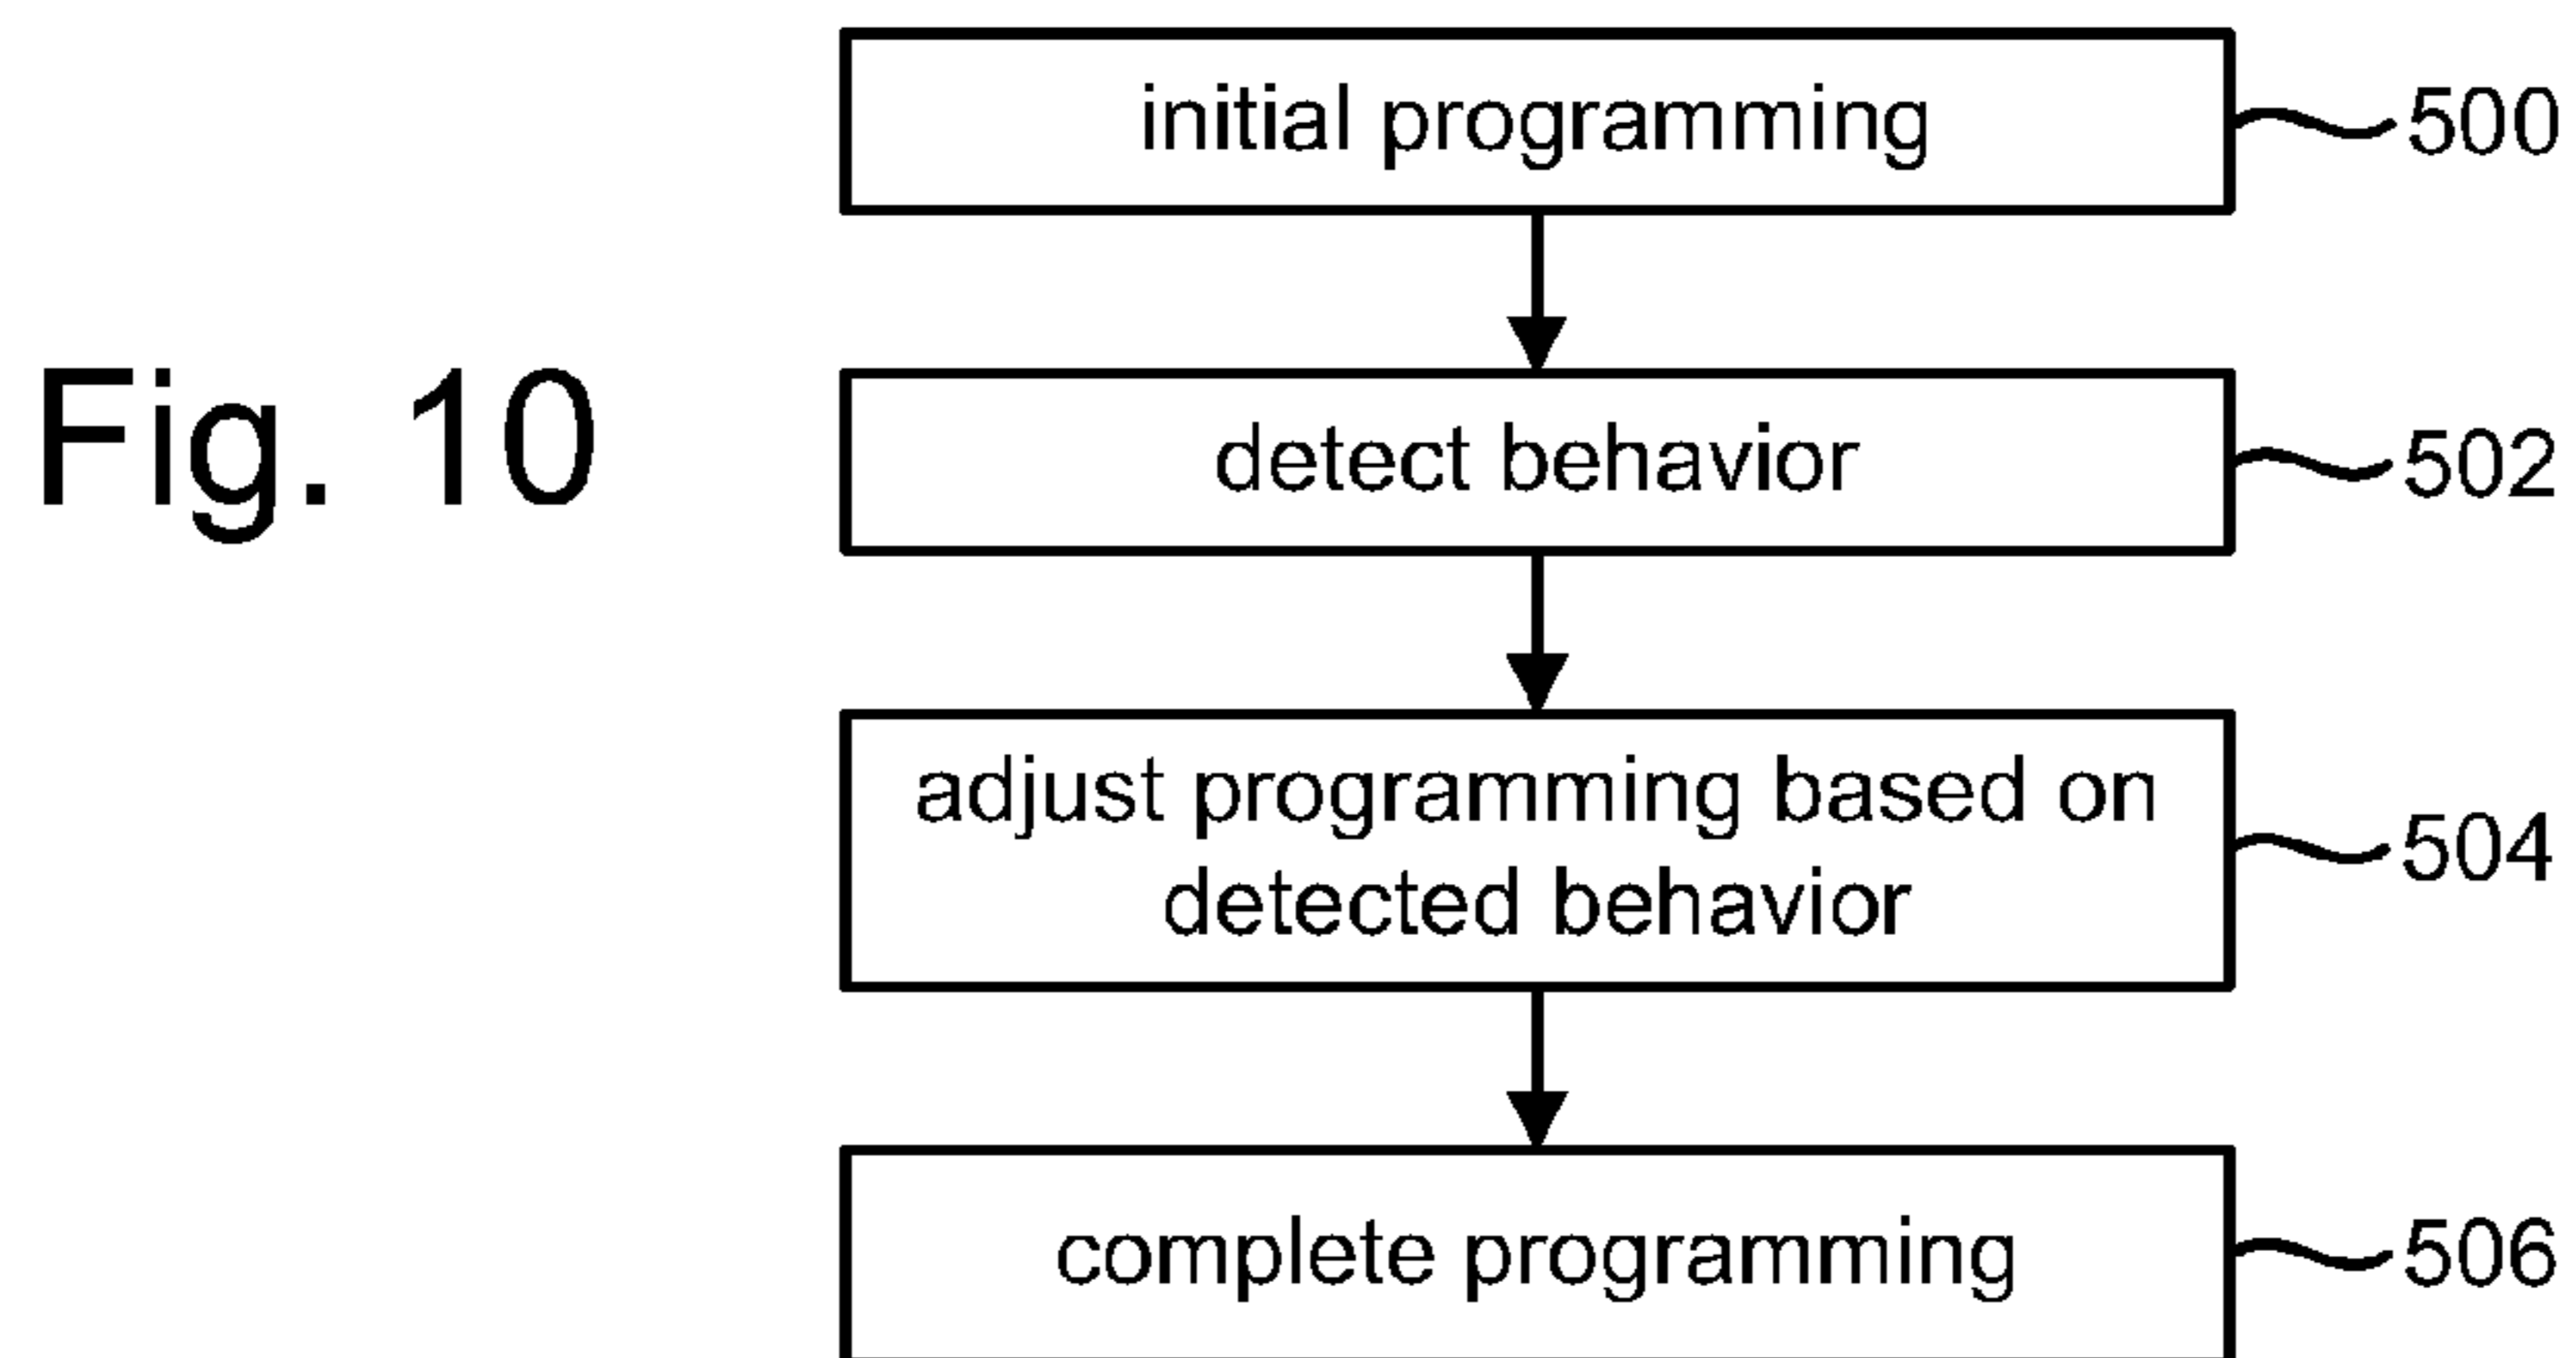 initial programming
500
Fig. 10
detect behavior
502
adjust programming based on
detected behavior
504
complete programming
506